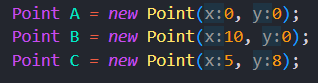 Point A = new Point(x:0, y:0);
Point B = new Point(x:10, y:0);
Point C = new Point(x:5, y:8);